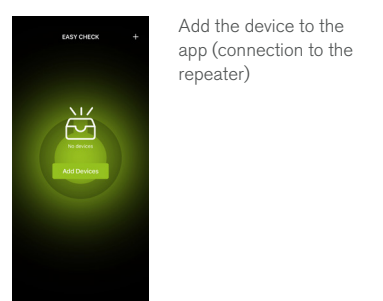 EASY CHECK +
No devices
Add Devices
Add the device to the
app (connection to the
repeater)